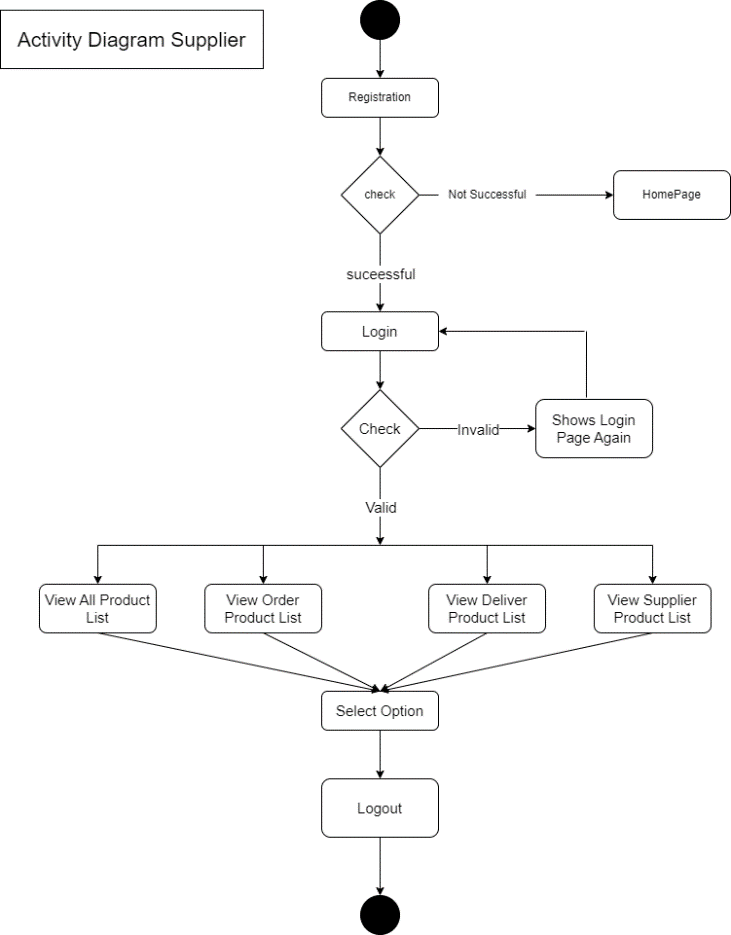 Activity Diagram Supplier
Registration
check
Not Successful
HomePage
suceessful
Login
Check
Invalid
Shows Login
Page Again
Valid
View All Product
List
View Order
Product List
View Deliver
Product List
View Supplier
Product List
Select Option
Logout